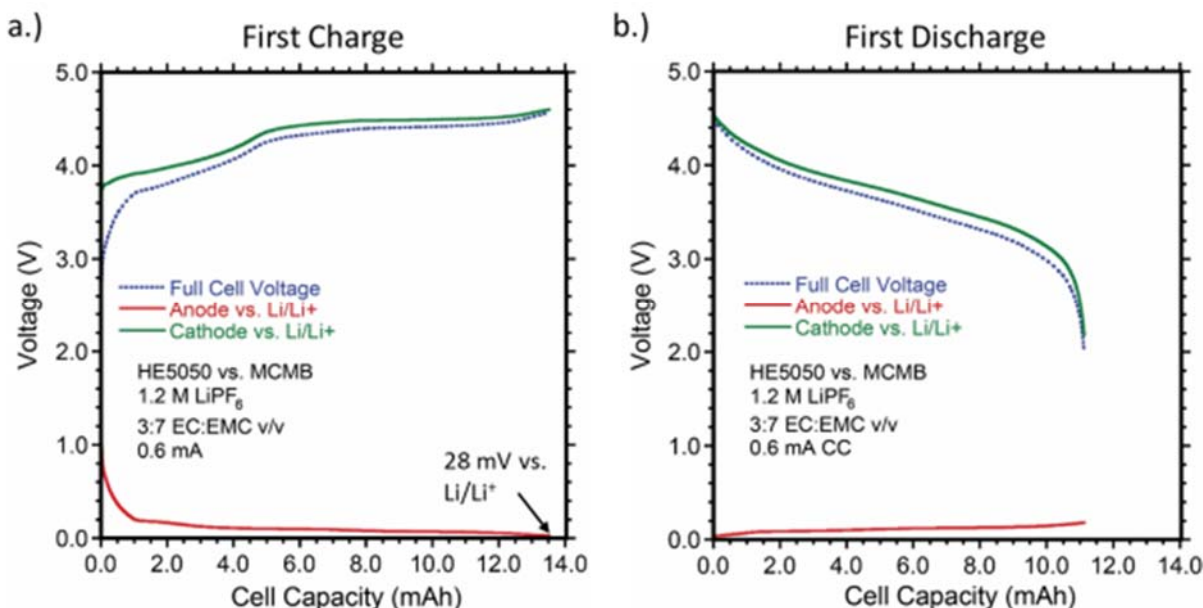 a.)
First Charge
5.0
4.0
3.0
2.0
1.0
0.0
Voltage (V)
Full Cell Voltage
Anode vs. Li/Li+
Cathode vs. Li/Li+
HE5050 vs. MCMB
1.2 M LiPF₆
3:7 EC:EMC v/v
0.6 mA
28 mV vs.
Li/Li⁺
0.0 2.0 4.0 6.0 8.0 10.0 12.0 14.0
Cell Capacity (mAh)
b.)
First Discharge
5.0
4.0
3.0
2.0
1.0
0.0
Voltage (V)
Full Cell Voltage
Anode vs. Li/Li+
Cathode vs. Li/Li+
HE5050 vs. MCMB
1.2 M LiPF₆
3:7 EC:EMC v/v
0.6 mA CC
0.0 2.0 4.0 6.0 8.0 10.0 12.0 14.0
Cell Capacity (mAh)